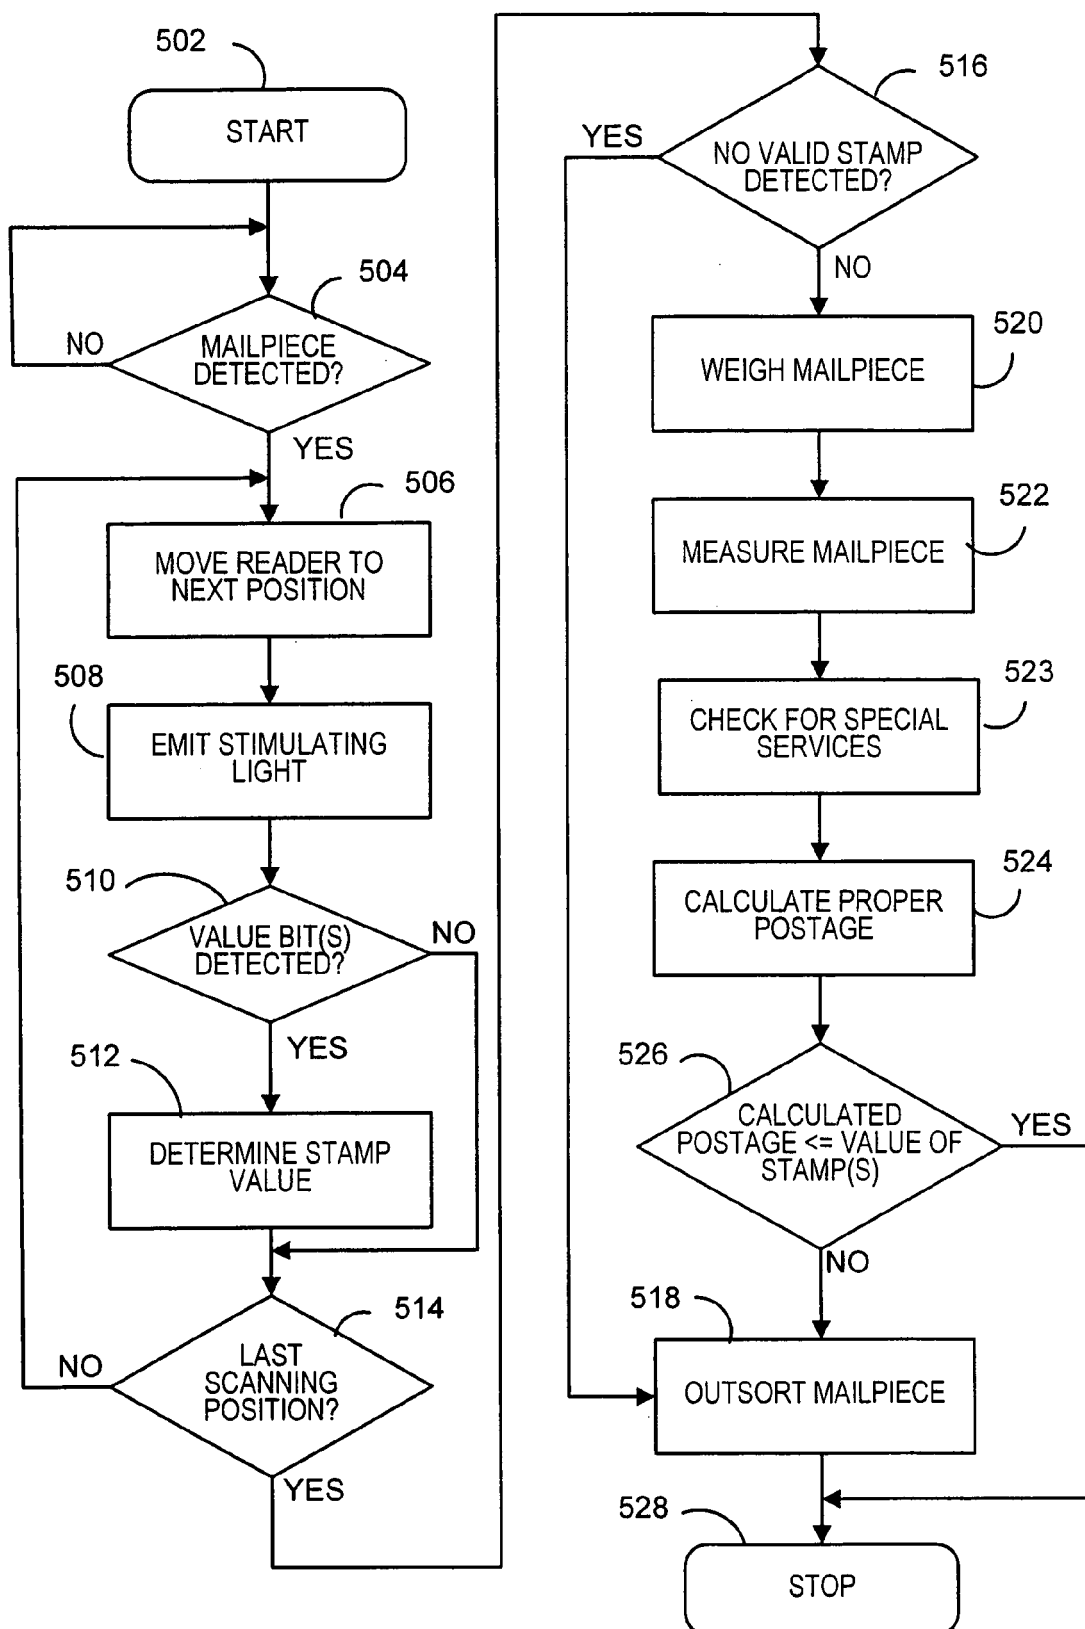 502
START
504
MAILPIECE
DETECTED?
NO
YES
506
MOVE READER TO
NEXT POSITION
508
EMIT STIMULATING
LIGHT
510
VALUE BIT(S)
DETECTED?
NO
YES
512
DETERMINE STAMP
VALUE
514
LAST
SCANNING
POSITION?
NO
YES
516
NO VALID STAMP
DETECTED?
YES
NO
520
WEIGH MAILPIECE
522
MEASURE MAILPIECE
523
CHECK FOR SPECIAL
SERVICES
524
CALCULATE PROPER
POSTAGE
526
CALCULATED
POSTAGE <= VALUE OF
STAMP(S)
YES
NO
518
OUTSORT MAILPIECE
528
STOP